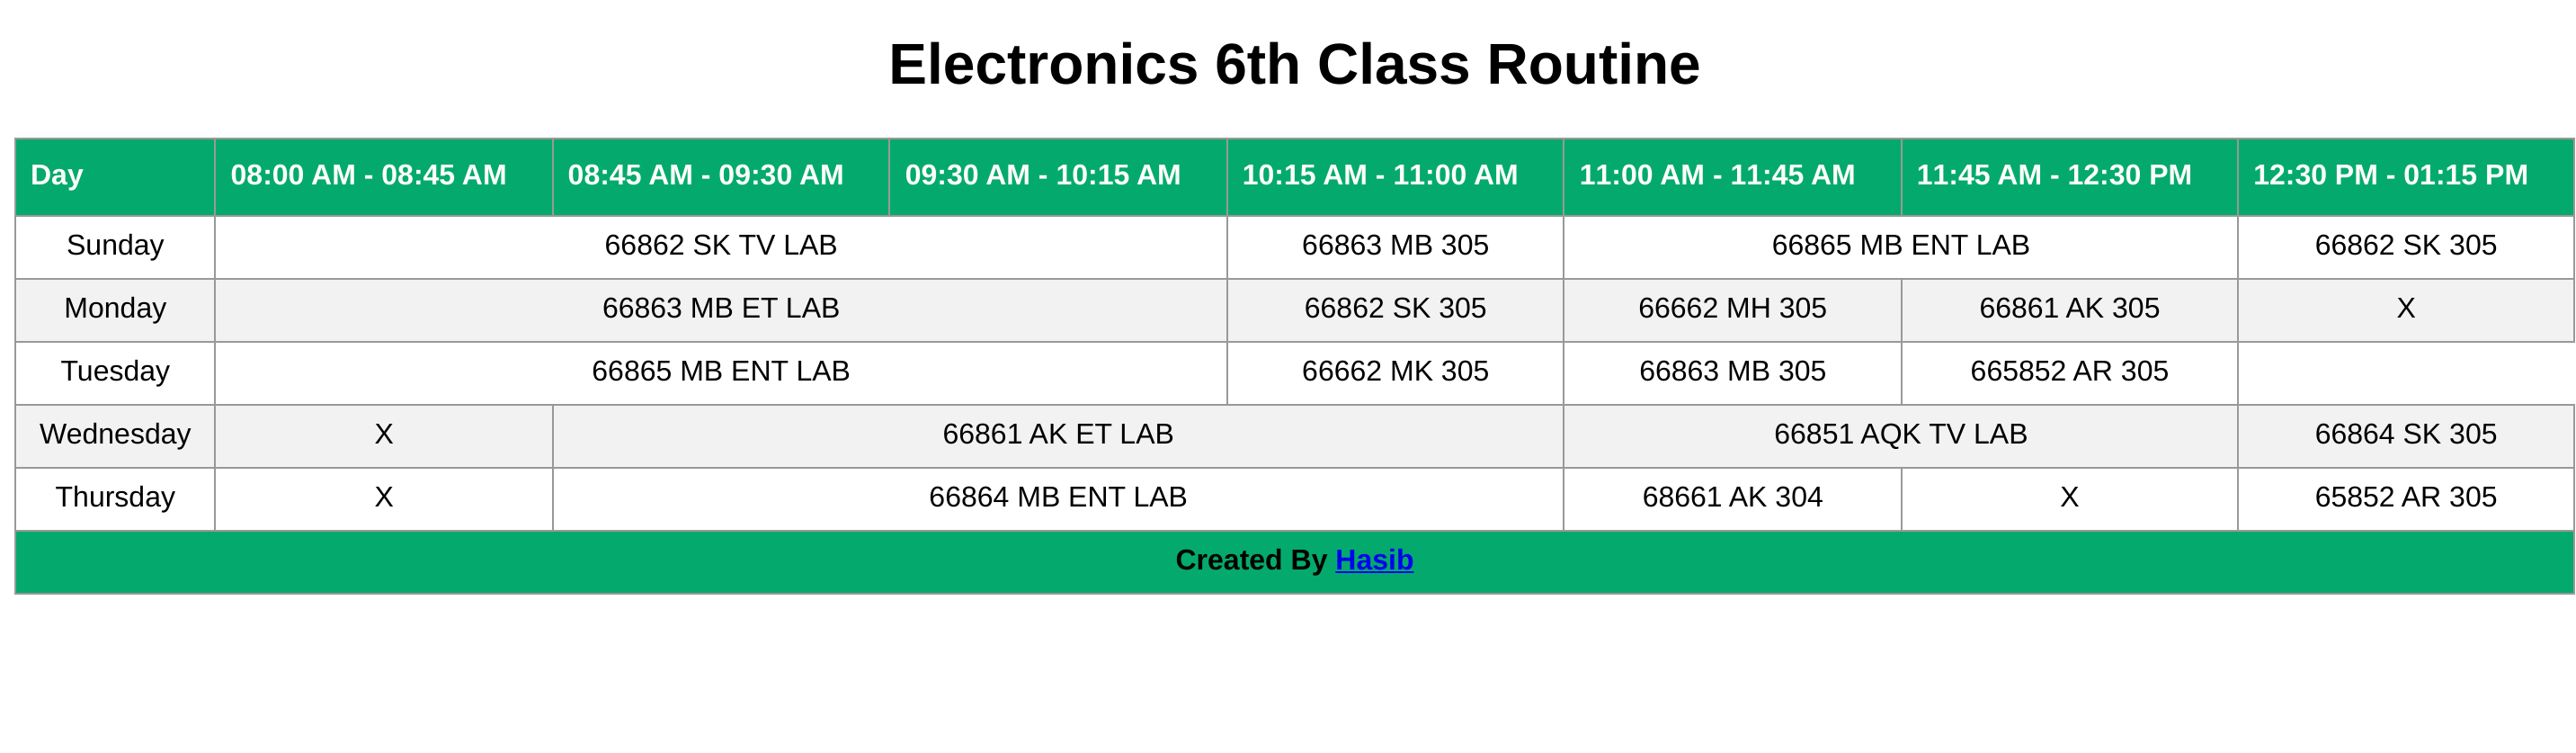 Electronics 6th Class Routine
Day 08:00 AM - 08:45 AM 08:45 AM - 09:30 AM 09:30 AM - 10:15 AM 10:15 AM - 11:00 AM 11:00 AM - 11:45 AM 11:45 AM - 12:30 PM 12:30 PM - 01:15 PM
Sunday 66862 SK TV LAB 66863 MB 305 66865 MB ENT LAB 66862 SK 305
Monday 66863 MB ET LAB 66862 SK 305 66662 MH 305 66861 AK 305 X
Tuesday 66865 MB ENT LAB 66662 MK 305 66863 MB 305 665852 AR 305
Wednesday X 66861 AK ET LAB 66851 AQK TV LAB 66864 SK 305
Thursday X 66864 MB ENT LAB 68661 AK 304 X 65852 AR 305
Created By Hasib